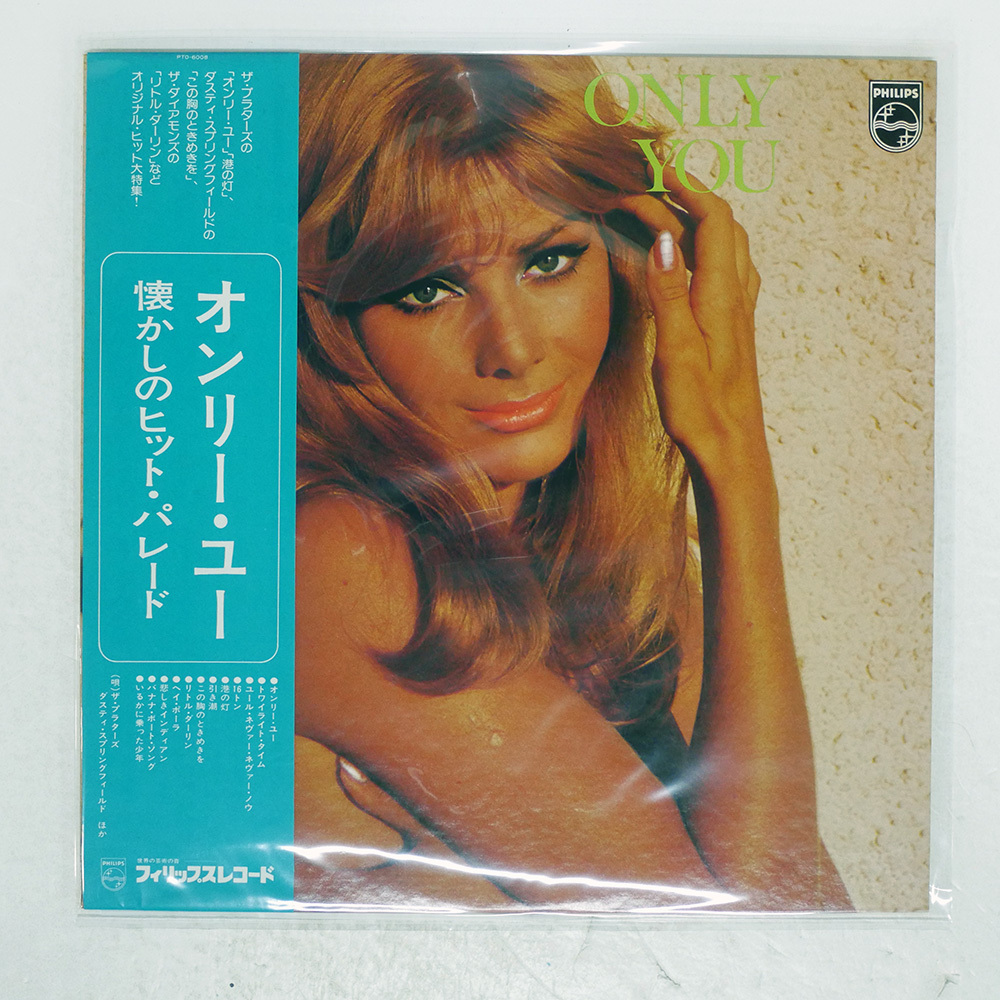 RTD-6008
ザ・プラターズの
「オンリー・ユー」「港の灯」、
ダスティ・スプリングフィールドの
「この胸のときめきを」、
ザ・ダイアモンズの
「リトル・ダーリン」など
オリジナル・ヒット大特集!
オンリー・ユー
懐かしのヒット・パレード
●オンリー・ユー
●トワイライト・タイム
●ユール・ネヴァー・ネヴァー・ノウ
●16トン
●港の灯
●引き潮
●この胸のときめきを
●リトル・ダーリン
●ヘイ・ポーラ
●悲しきインディアン
●バナナ・ボート・ソング
●いるかに乗った少年
(唄)ザ・プラターズ
ダスティ・スプリングフィールド ほか
PHILIPS
世界の芸術の音
フィリップスレコード
ONLY
YOU
PHILIPS